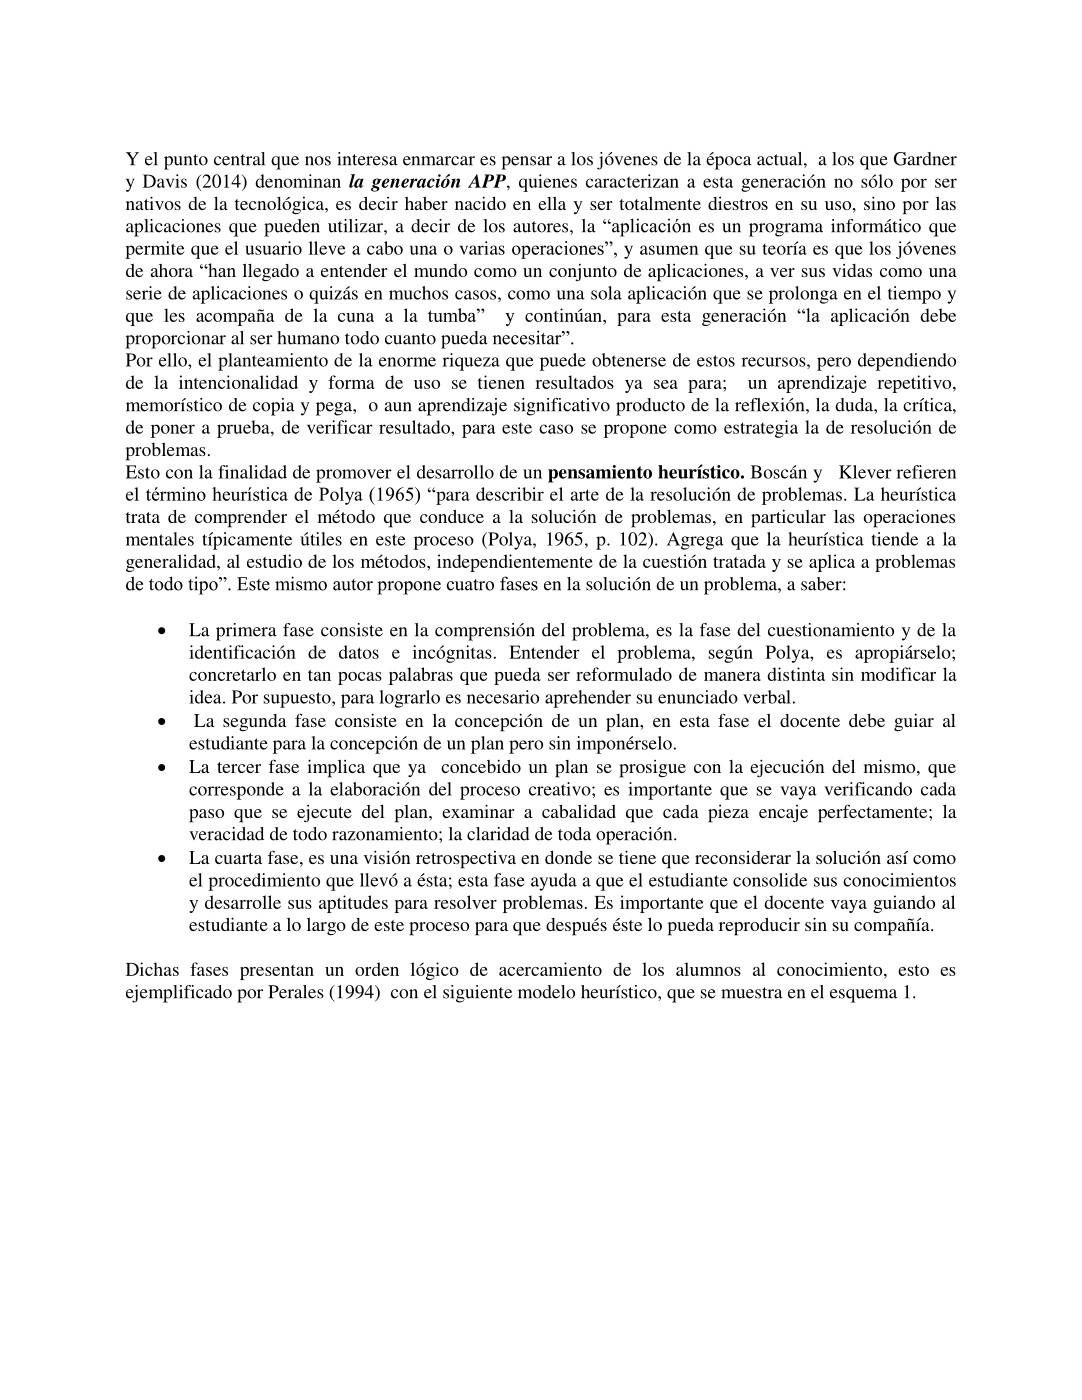 Y el punto central que nos interesa enmarcar es pensar a los jóvenes de la época actual,  a los que Gardner
y Davis (2014) denominan la generación APP, quienes caracterizan a esta generación no sólo por ser
nativos de la tecnológica, es decir haber nacido en ella y ser totalmente diestros en su uso, sino por las
aplicaciones que pueden utilizar, a decir de los autores, la “aplicación es un programa informático que
permite que el usuario lleve a cabo una o varias operaciones”, y asumen que su teoría es que los jóvenes
de ahora “han llegado a entender el mundo como un conjunto de aplicaciones, a ver sus vidas como una
serie de aplicaciones o quizás en muchos casos, como una sola aplicación que se prolonga en el tiempo y
que les acompaña de la cuna a la tumba”  y continúan, para esta generación “la aplicación debe
proporcionar al ser humano todo cuanto pueda necesitar”.
Por ello, el planteamiento de la enorme riqueza que puede obtenerse de estos recursos, pero dependiendo
de la intencionalidad y forma de uso se tienen resultados ya sea para;  un aprendizaje repetitivo,
memorístico de copia y pega,  o aun aprendizaje significativo producto de la reflexión, la duda, la crítica,
de poner a prueba, de verificar resultado, para este caso se propone como estrategia la de resolución de
problemas.
Esto con la finalidad de promover el desarrollo de un pensamiento heurístico. Boscán y  Klever refieren
el término heurística de Polya (1965) “para describir el arte de la resolución de problemas. La heurística
trata de comprender el método que conduce a la solución de problemas, en particular las operaciones
mentales típicamente útiles en este proceso (Polya, 1965, p. 102). Agrega que la heurística tiende a la
generalidad, al estudio de los métodos, independientemente de la cuestión tratada y se aplica a problemas
de todo tipo”. Este mismo autor propone cuatro fases en la solución de un problema, a saber:
• La primera fase consiste en la comprensión del problema, es la fase del cuestionamiento y de la
identificación de datos e incógnitas. Entender el problema, según Polya, es apropiárselo;
concretarlo en tan pocas palabras que pueda ser reformulado de manera distinta sin modificar la
idea. Por supuesto, para lograrlo es necesario aprehender su enunciado verbal.
• La segunda fase consiste en la concepción de un plan, en esta fase el docente debe guiar al
estudiante para la concepción de un plan pero sin imponérselo.
• La tercer fase implica que ya  concebido un plan se prosigue con la ejecución del mismo, que
corresponde a la elaboración del proceso creativo; es importante que se vaya verificando cada
paso que se ejecute del plan, examinar a cabalidad que cada pieza encaje perfectamente; la
veracidad de todo razonamiento; la claridad de toda operación.
• La cuarta fase, es una visión retrospectiva en donde se tiene que reconsiderar la solución así como
el procedimiento que llevó a ésta; esta fase ayuda a que el estudiante consolide sus conocimientos
y desarrolle sus aptitudes para resolver problemas. Es importante que el docente vaya guiando al
estudiante a lo largo de este proceso para que después éste lo pueda reproducir sin su compañía.
Dichas fases presentan un orden lógico de acercamiento de los alumnos al conocimiento, esto es
ejemplificado por Perales (1994)  con el siguiente modelo heurístico, que se muestra en el esquema 1.